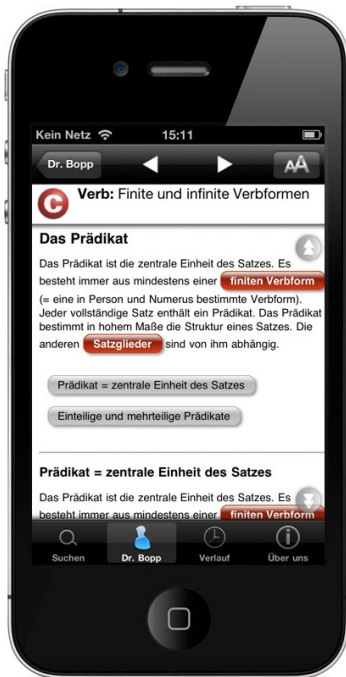 Kein Netz 15:11
Dr. Bopp AA
C Verb: Finite und infinite Verbformen
Das Prädikat
Das Prädikat ist die zentrale Einheit des Satzes. Es
besteht immer aus mindestens einer finiten Verbform
(= eine in Person und Numerus bestimmte Verbform).
Jeder vollständige Satz enthält ein Prädikat. Das Prädikat
bestimmt in hohem Maße die Struktur eines Satzes. Die
anderen Satzglieder sind von ihm abhängig.
Prädikat = zentrale Einheit des Satzes
Einteilige und mehrteilige Prädikate
Prädikat = zentrale Einheit des Satzes
Das Prädikat ist die zentrale Einheit des Satzes. Es
besteht immer aus mindestens einer finiten Verbform
Suchen Dr. Bopp Verlauf Über uns